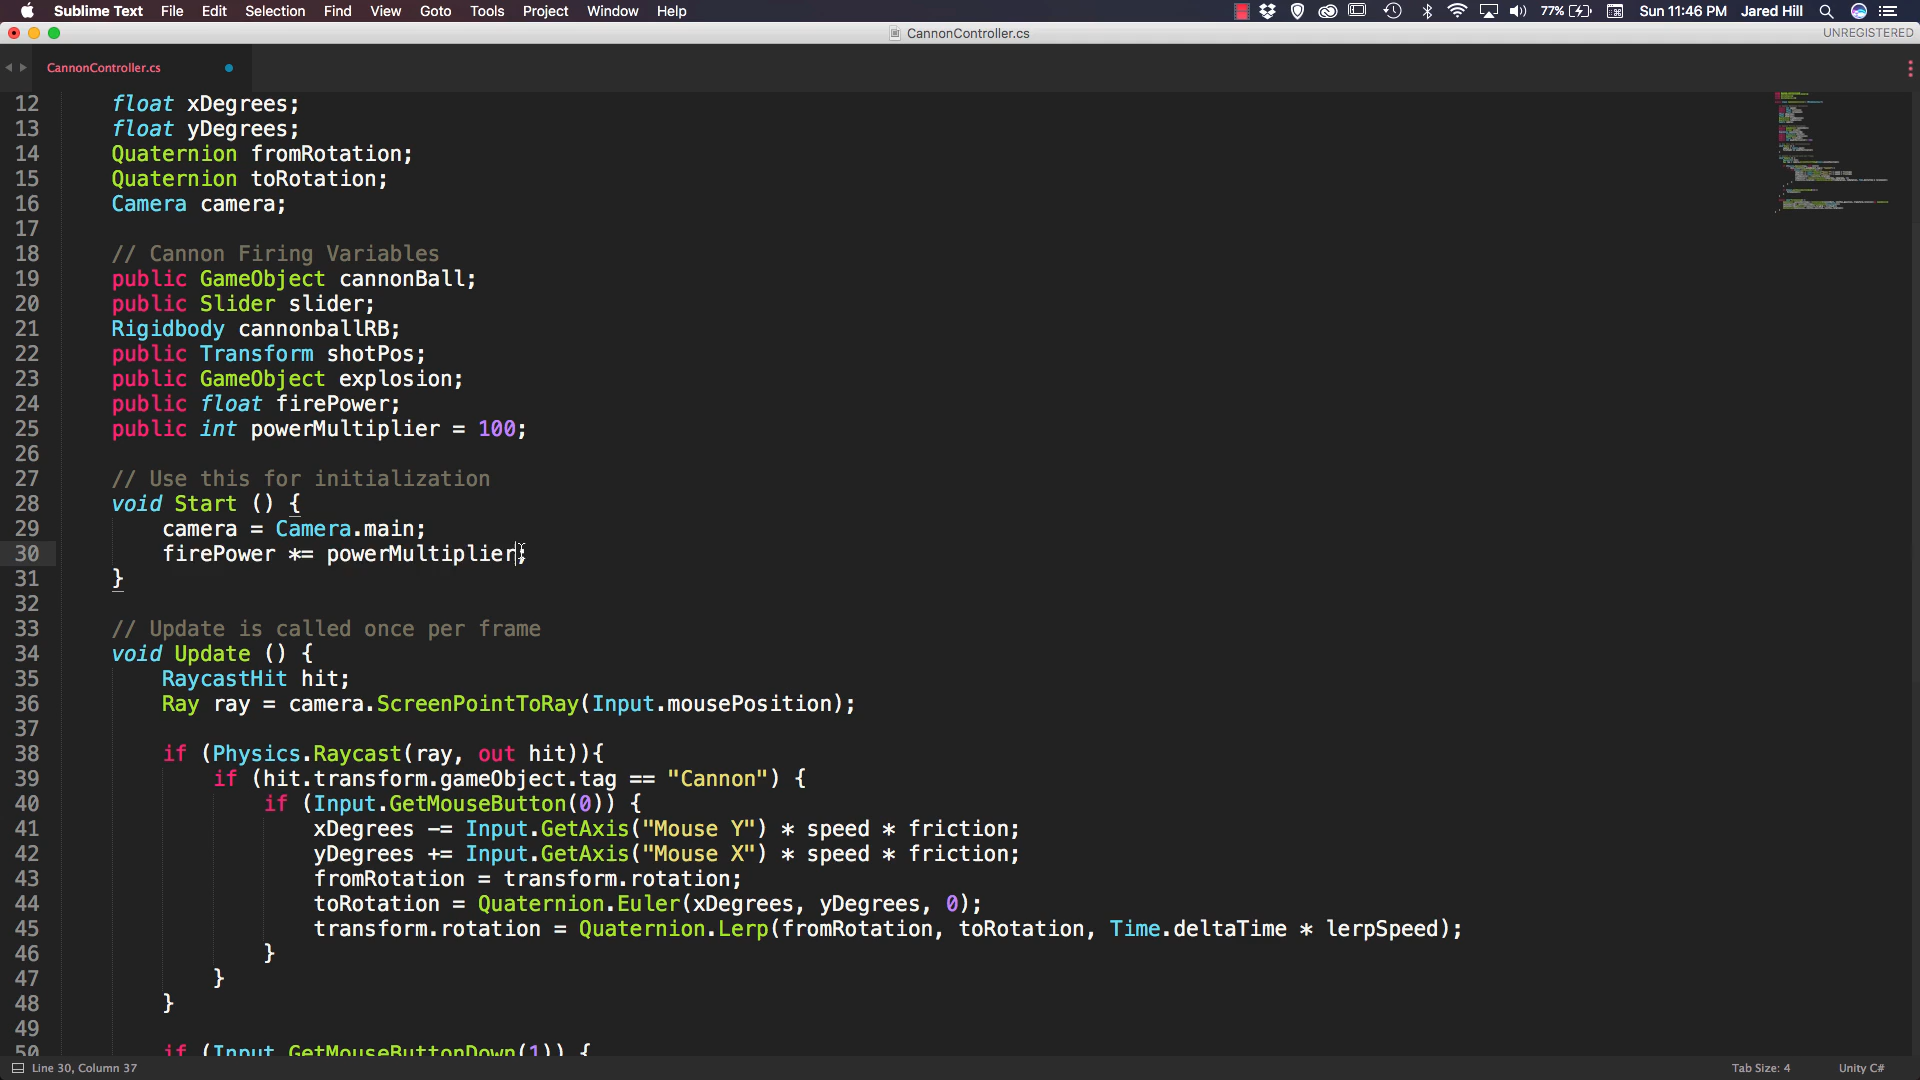 Sublime Text File Edit Selection Find View Goto Tools Project Window Help 77% Sun 11:46 PM Jared Hill
CannonController.cs UNREGISTERED
CannonController.cs
12 float xDegrees;
13 float yDegrees;
14 Quaternion fromRotation;
15 Quaternion toRotation;
16 Camera camera;
17
18 // Cannon Firing Variables
19 public GameObject cannonBall;
20 public Slider slider;
21 Rigidbody cannonballRB;
22 public Transform shotPos;
23 public GameObject explosion;
24 public float firePower;
25 public int powerMultiplier = 100;
26
27 // Use this for initialization
28 void Start () {
29 camera = Camera.main;
30 firePower *= powerMultiplier;
31 }
32
33 // Update is called once per frame
34 void Update () {
35 RaycastHit hit;
36 Ray ray = camera.ScreenPointToRay(Input.mousePosition);
37
38 if (Physics.Raycast(ray, out hit)){
39 if (hit.transform.gameObject.tag == "Cannon") {
40 if (Input.GetMouseButton(0)) {
41 xDegrees -= Input.GetAxis("Mouse Y") * speed * friction;
42 yDegrees += Input.GetAxis("Mouse X") * speed * friction;
43 fromRotation = transform.rotation;
44 toRotation = Quaternion.Euler(xDegrees, yDegrees, 0);
45 transform.rotation = Quaternion.Lerp(fromRotation, toRotation, Time.deltaTime * lerpSpeed);
46 }
47 }
48 }
49
50 if (Input.GetMouseButtonDown(1)) {
Line 30, Column 37 Tab Size: 4 Unity C#